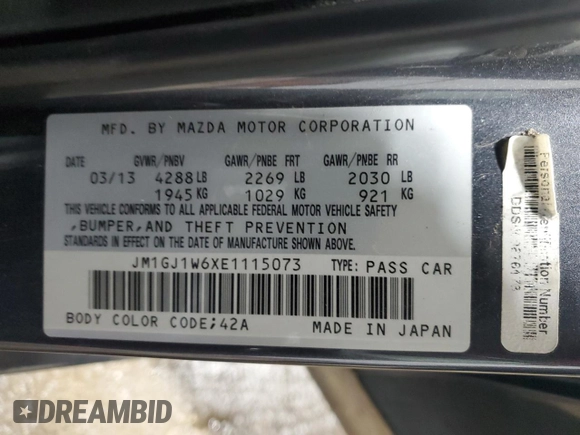 MFD. BY MAZDA MOTOR CORPORATION
DATE GVWR/PNBV GAWR/PNBE FRT GAWR/PNBE RR
03/13 4288 LB 2269 LB 2030 LB
1945 KG 1029 KG 921 KG
THIS VEHICLE CONFORMS TO ALL APPLICABLE FEDERAL MOTOR VEHICLE SAFETY
,BUMPER,AND THEFT PREVENTION
STANDARDS IN EFFECT ON THE DATE OF MANUFACTURE SHOWN ABOVE.
JM1GJ1W6XE1115073 TYPE: PASS CAR
BODY COLOR CODE;42A MADE IN JAPAN
Number
DREAMBID